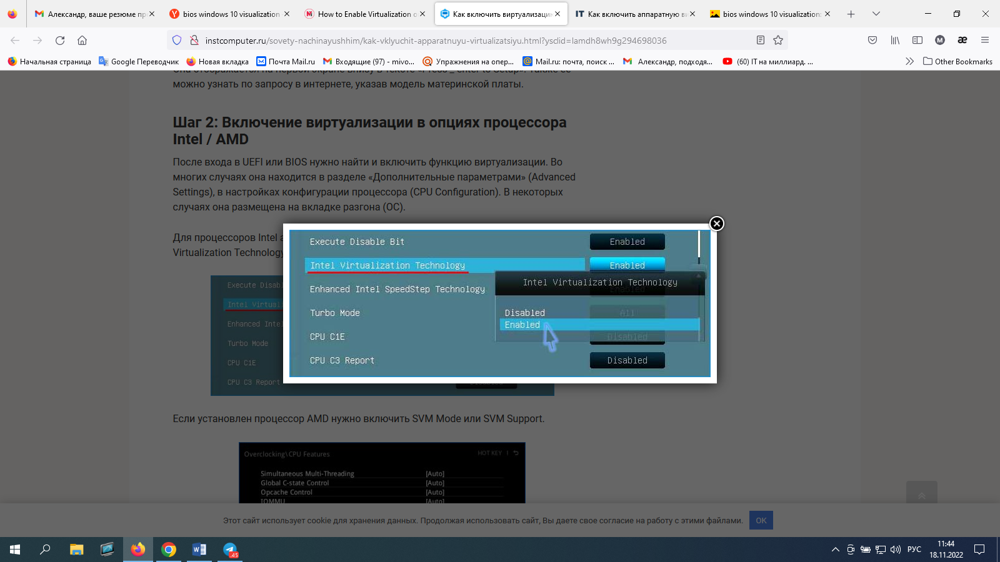 Александр, ваше резюме пр
bios windows 10 visualization
How to Enable Virtualization o
Как включить виртуализаци
Как включить аппаратную ви
bios windows 10 visualization:
instcomputer.ru/sovety-nachinayushhim/kak-vklyuchit-apparatnuyu-virtualizatsiyu.html?ysclid=lamdh8wh9g294698036
Начальная страница
Google Переводчик
Новая вкладка
Почта Mail.ru
Входящие (97) - mivo...
Упражнения на опер...
Mail.ru: почта, поиск ...
Александр, подходя...
(60) IT на миллиард. ...
Other Bookmarks
можно узнать по запросу в интернете, указав модель материнской платы.
Шаг 2: Включение виртуализации в опциях процессора
Intel / AMD
После входа в UEFI или BIOS нужно найти и включить функцию виртуализации. Во
многих случаях она находится в разделе «Дополнительные параметрами» (Advanced
Settings), в настройках конфигурации процессора (CPU Configuration). В некоторых
случаях она размещена на вкладке разгона (OC).
Для процессоров Intel а
Virtualization Technology
Execute Disab
Intel Virtuali
Enhanced Inte
Turbo Mode
CPU C1E
CPU C3 Report
Execute Disable Bit Enabled
Intel Virtualization Technology Enabled
Enhanced Intel SpeedStep Technology
Turbo Mode All
CPU C1E Disabled
CPU C3 Report Disabled
Intel Virtualization Technology
Disabled
Enabled
Если установлен процессор AMD нужно включить SVM Mode или SVM Support.
Overclocking\CPU Features HOT KEY |
Simultaneous Multi-Threading [Auto]
Global C-state Control [Auto]
Opcache Control [Auto]
IOMMU [Auto]
Этот сайт использует cookie для хранения данных. Продолжая использовать сайт, Вы даете свое согласие на работу с этими файлами.
OK
45
РУС
11:44
18.11.2022